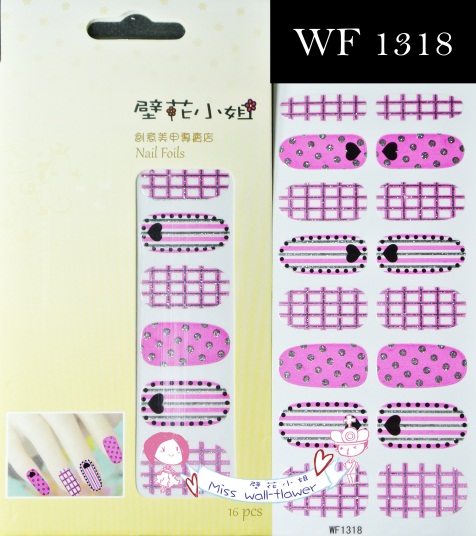 WF 1318
壁花小姐
創意美甲專賣店
Nail Foils
壁花小姐
Miss wall-flower
16 pcs
WF1318